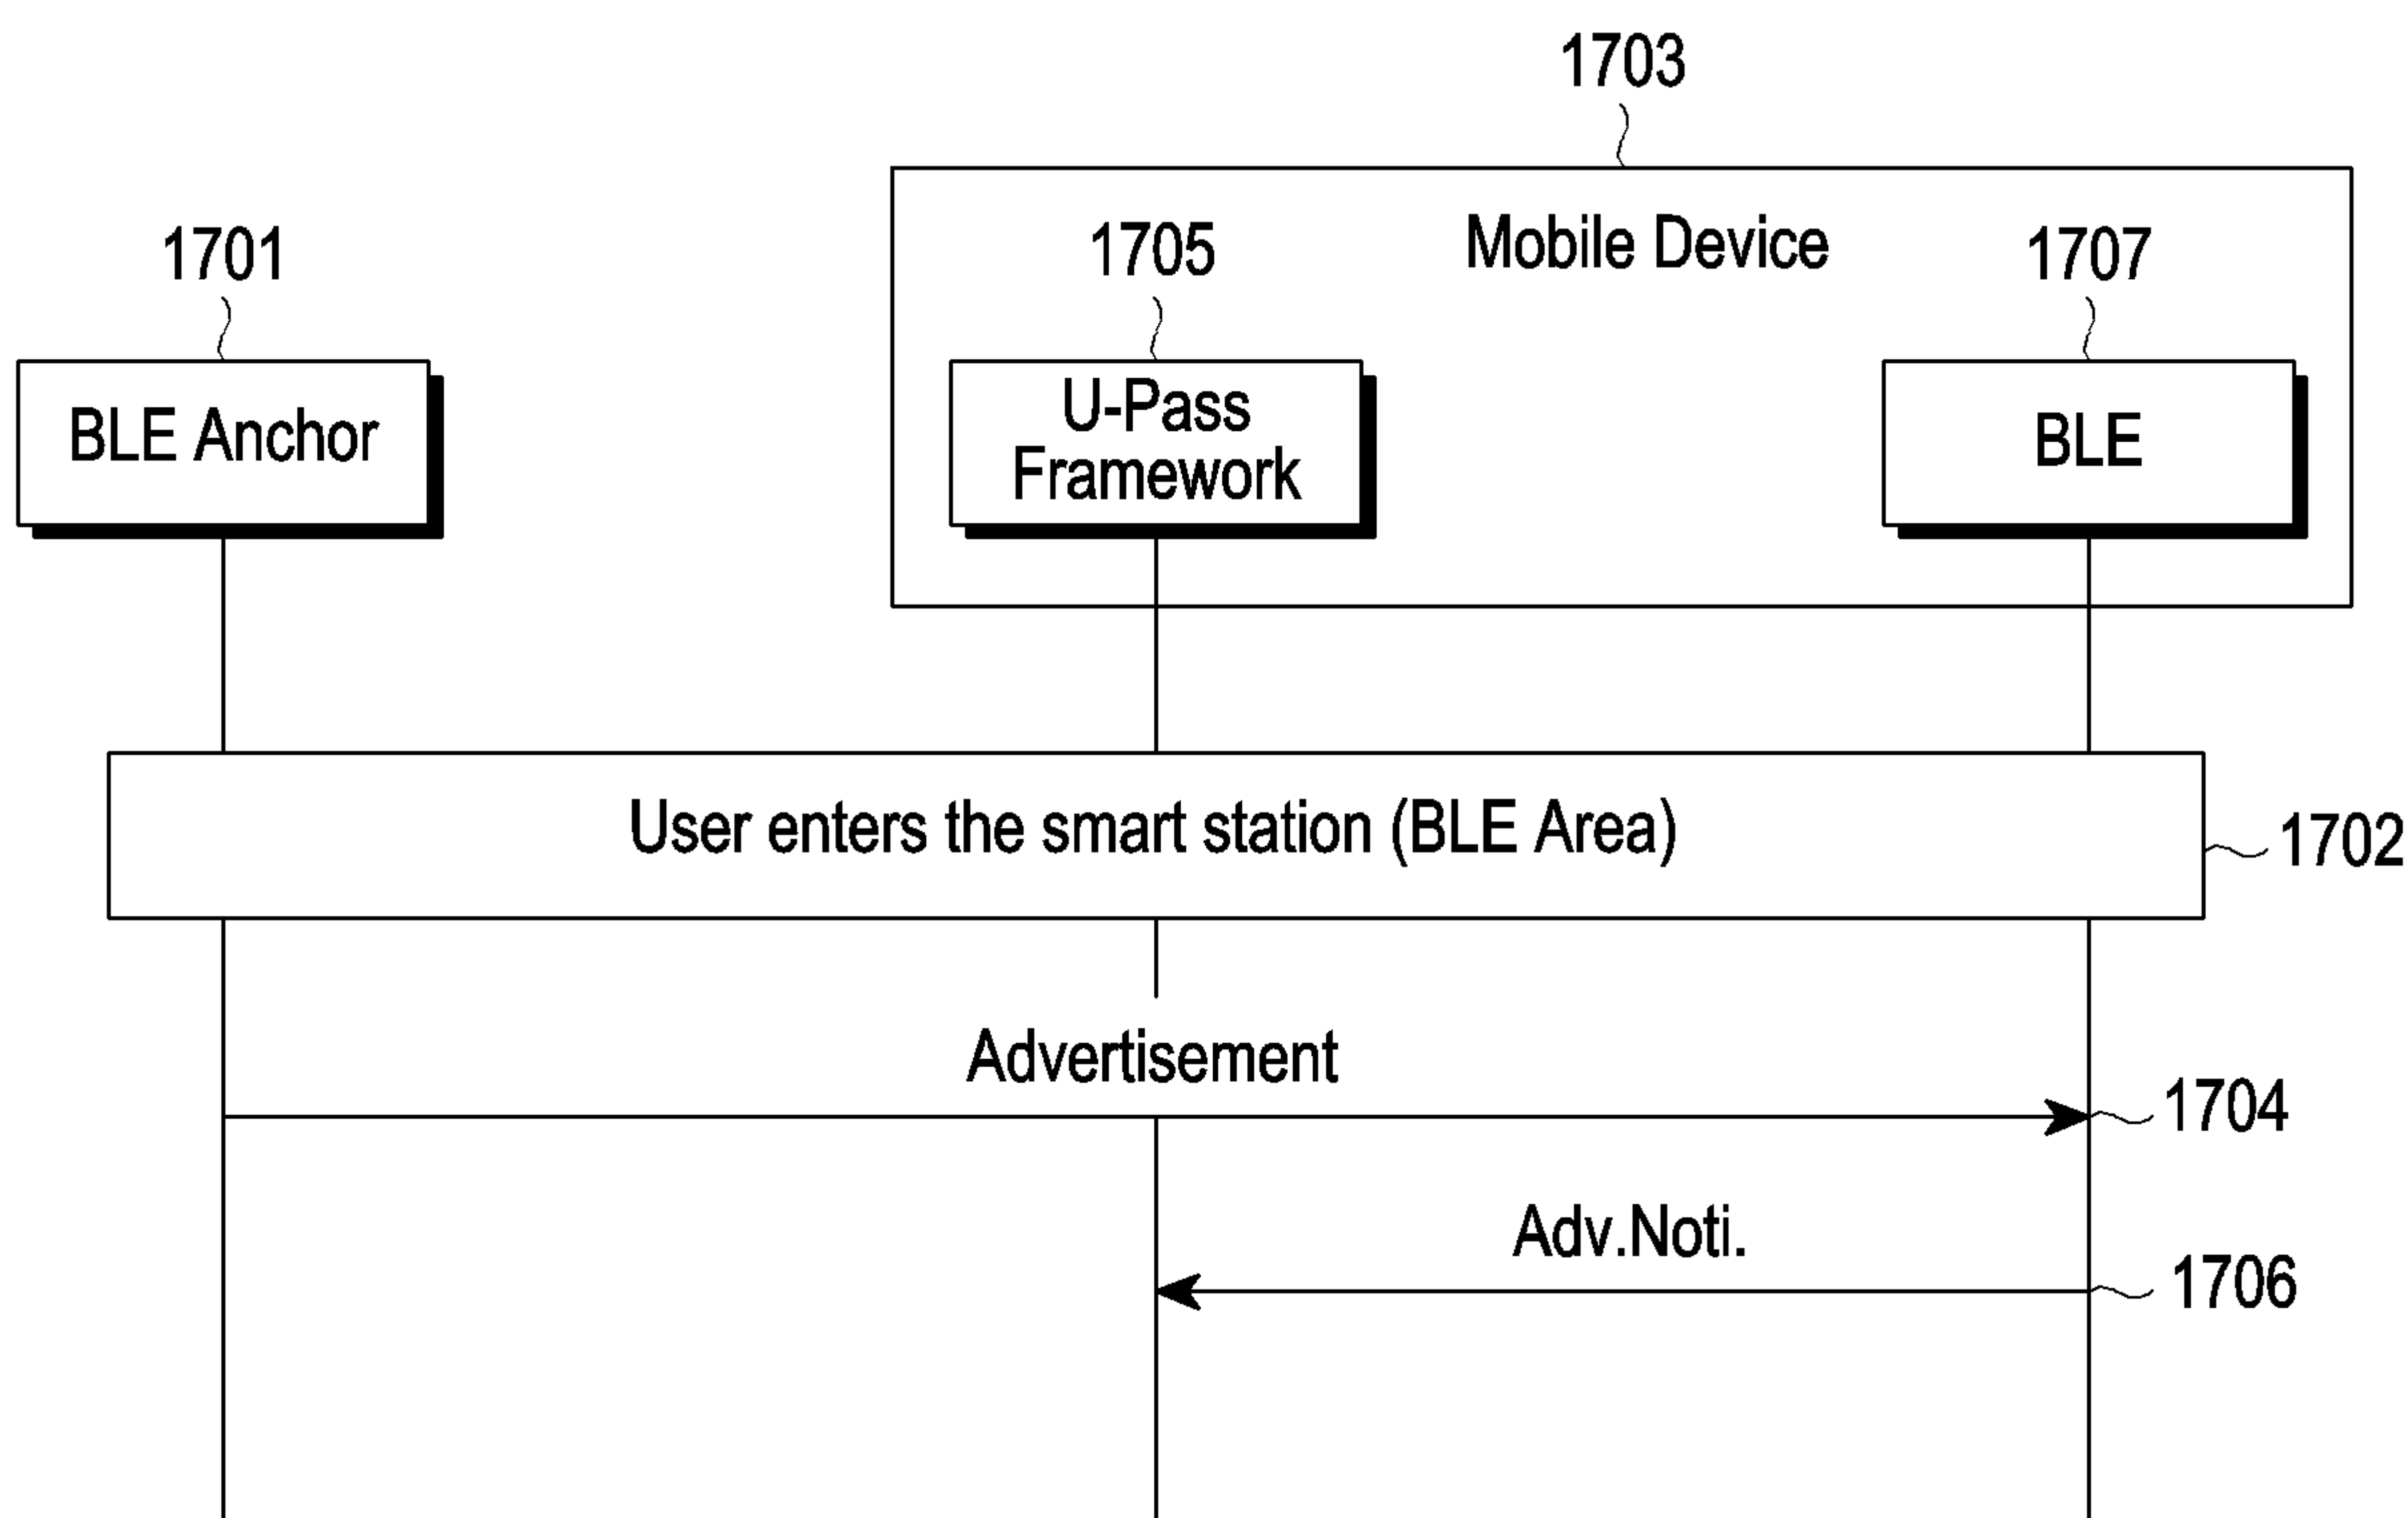 1703
Mobile Device
1701
1705
1707
BLE Anchor
U-Pass
Framework
BLE
User enters the smart station (BLE Area)
1702
Advertisement
1704
Adv.Noti.
1706